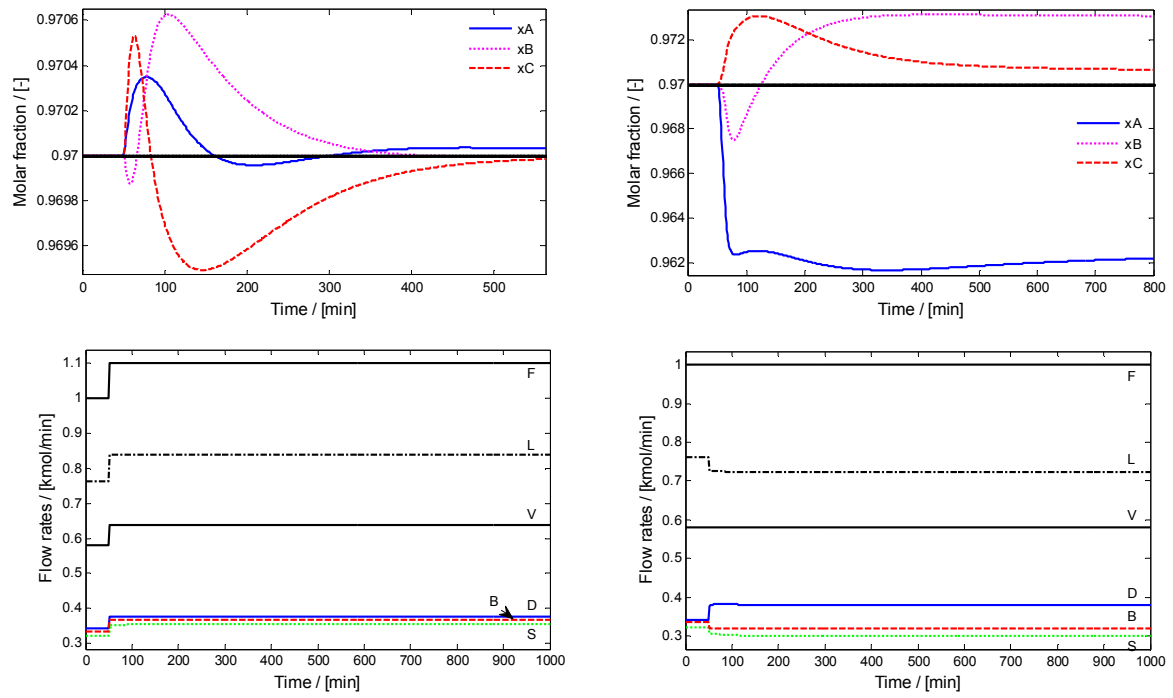 0.9706
0.9704
0.9702
0.97
0.9698
0.9696
Molar fraction / [-]
0 100 200 300 400 500
Time / [min]
xA
xB
xC
0.972
0.97
0.968
0.966
0.964
0.962
Molar fraction / [-]
0 100 200 300 400 500 600 700 800
Time / [min]
xA
xB
xC
1.1
1
0.9
0.8
0.7
0.6
0.5
0.4
0.3
Flow rates / [kmol/min]
F
L
V
B D
S
0 100 200 300 400 500 600 700 800 900 1000
Time / [min]
1
0.9
0.8
0.7
0.6
0.5
0.4
0.3
Flow rates / [kmol/min]
F
L
V
D
B
S
0 100 200 300 400 500 600 700 800 900 1000
Time / [min]